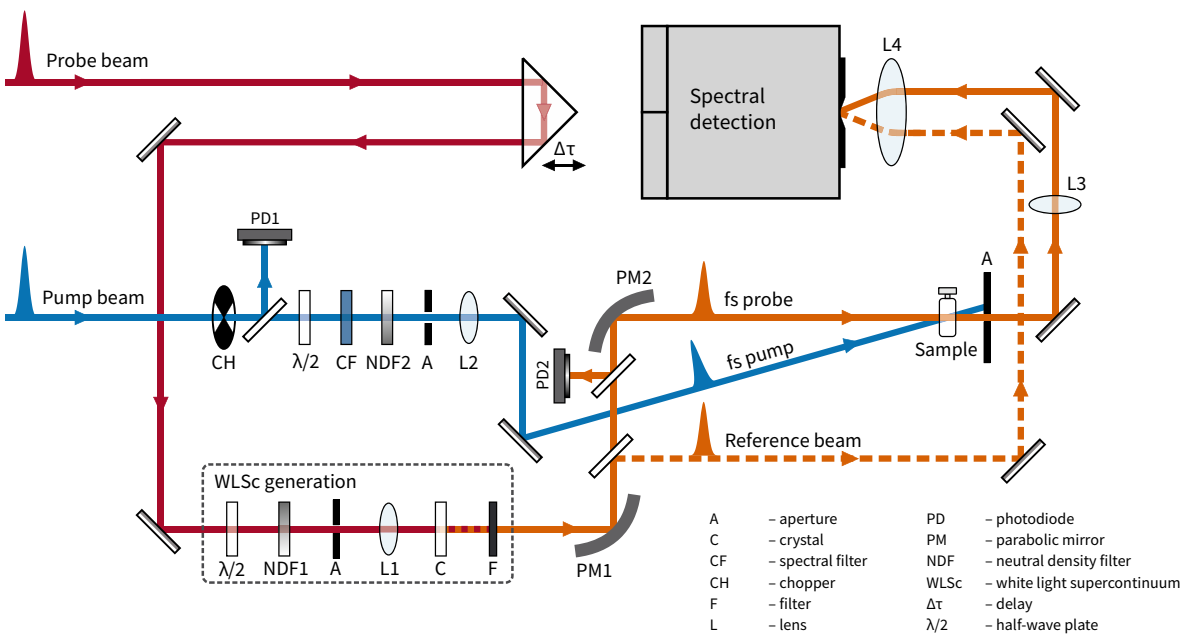 Probe beam
Δτ
Spectral
detection
L4
L3
PD1
Pump beam
CH
λ/2
CF
NDF2
A
L2
PD2
PM2
fs probe
fs pump
Sample
A
Reference beam
WLSc generation
λ/2
NDF1
A
L1
C
F
PM1
A – aperture
C – crystal
CF – spectral filter
CH – chopper
F – filter
L – lens
PD – photodiode
PM – parabolic mirror
NDF – neutral density filter
WLSc – white light supercontinuum
Δτ – delay
λ/2 – half-wave plate